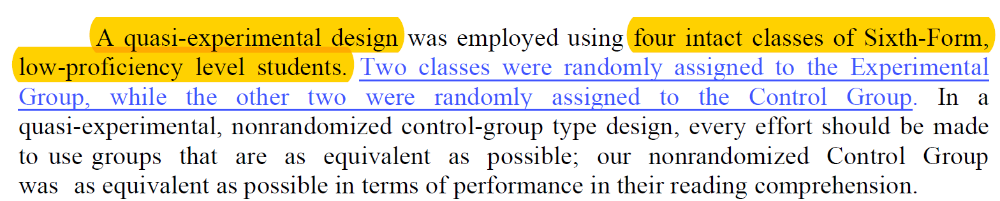 A quasi-experimental design was employed using four intact classes of Sixth-Form,
low-proficiency level students. Two classes were randomly assigned to the Experimental
Group, while the other two were randomly assigned to the Control Group. In a
quasi-experimental, nonrandomized control-group type design, every effort should be made
to use groups that are as equivalent as possible; our nonrandomized Control Group
was as equivalent as possible in terms of performance in their reading comprehension.